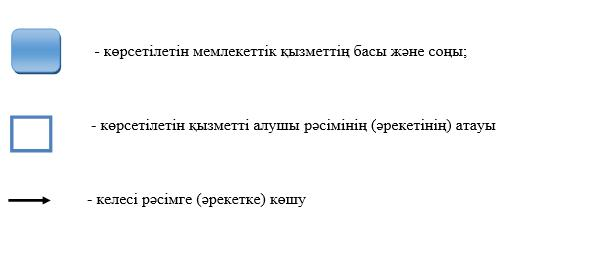 - көрсетілетін мемлекеттік қызметтің басы және соңы;
- көрсетілетін қызметті алушы рәсімінің (әрекетінің) атауы
- келесі рәсімге (әрекетке) көшу